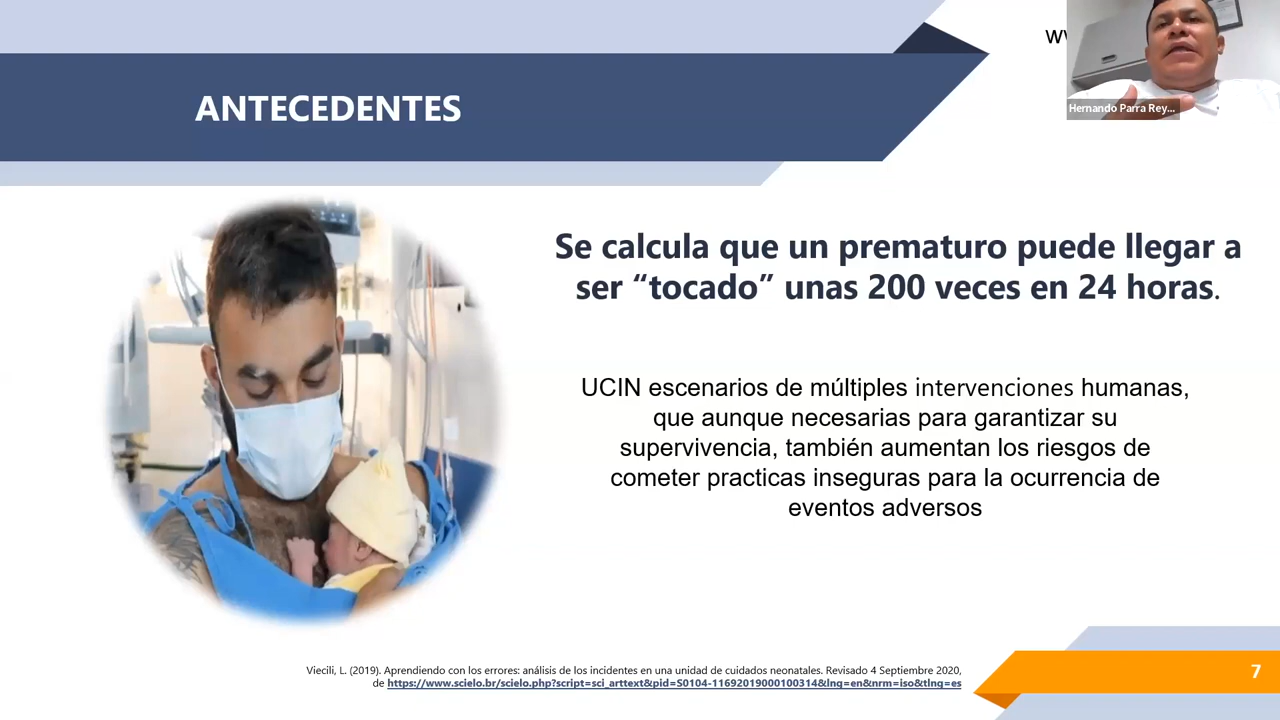 ANTECEDENTES
Hernando Parra Rey...
Se calcula que un prematuro puede llegar a
ser “tocado” unas 200 veces en 24 horas.
UCIN escenarios de múltiples intervenciones humanas,
que aunque necesarias para garantizar su
supervivencia, también aumentan los riesgos de
cometer practicas inseguras para la ocurrencia de
eventos adversos
Viecili, L. (2019). Aprendiendo con los errores: análisis de los incidentes en una unidad de cuidados neonatales. Revisado 4 Septiembre 2020,
de https://www.scielo.br/scielo.php?script=sci_arttext&pid=S0104-11692019000100314&lng=en&nrm=iso&tlng=es
7